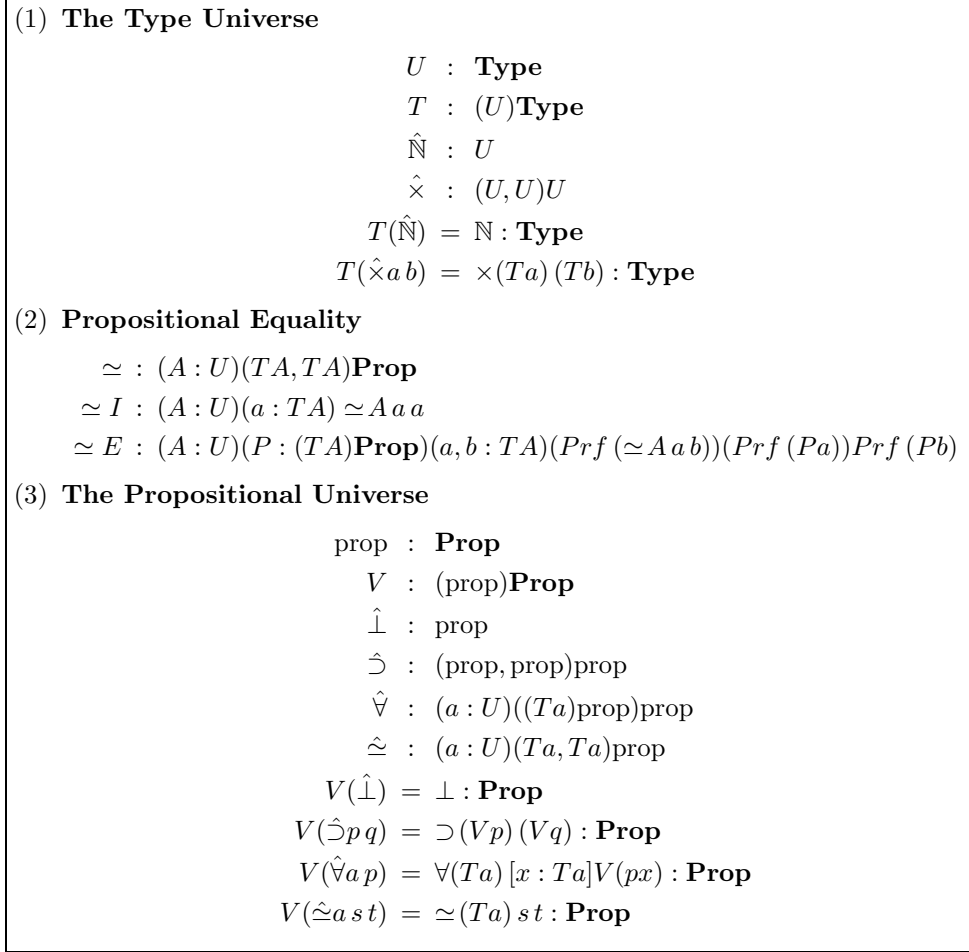 (1) The Type Universe
U : Type
T : (U)Type
ℕ̂ : U
×̂ : (U, U)U
T(ℕ̂) = ℕ : Type
T(×̂a b) = ×(Ta) (Tb) : Type
(2) Propositional Equality
≃ : (A : U)(TA, TA)Prop
≃ I : (A : U)(a : TA) ≃A a a
≃ E : (A : U)(P : (TA)Prop)(a, b : TA)(Prf (≃A a b))(Prf (Pa))Prf (Pb)
(3) The Propositional Universe
prop : Prop
V : (prop)Prop
⊥̂ : prop
⊃̂ : (prop, prop)prop
∀̂ : (a : U)((Ta)prop)prop
≃̂ : (a : U)(Ta, Ta)prop
V(⊥̂) = ⊥ : Prop
V(⊃̂p q) = ⊃ (Vp) (Vq) : Prop
V(∀̂a p) = ∀(Ta) [x : Ta]V(px) : Prop
V(≃̂a s t) = ≃(Ta) s t : Prop